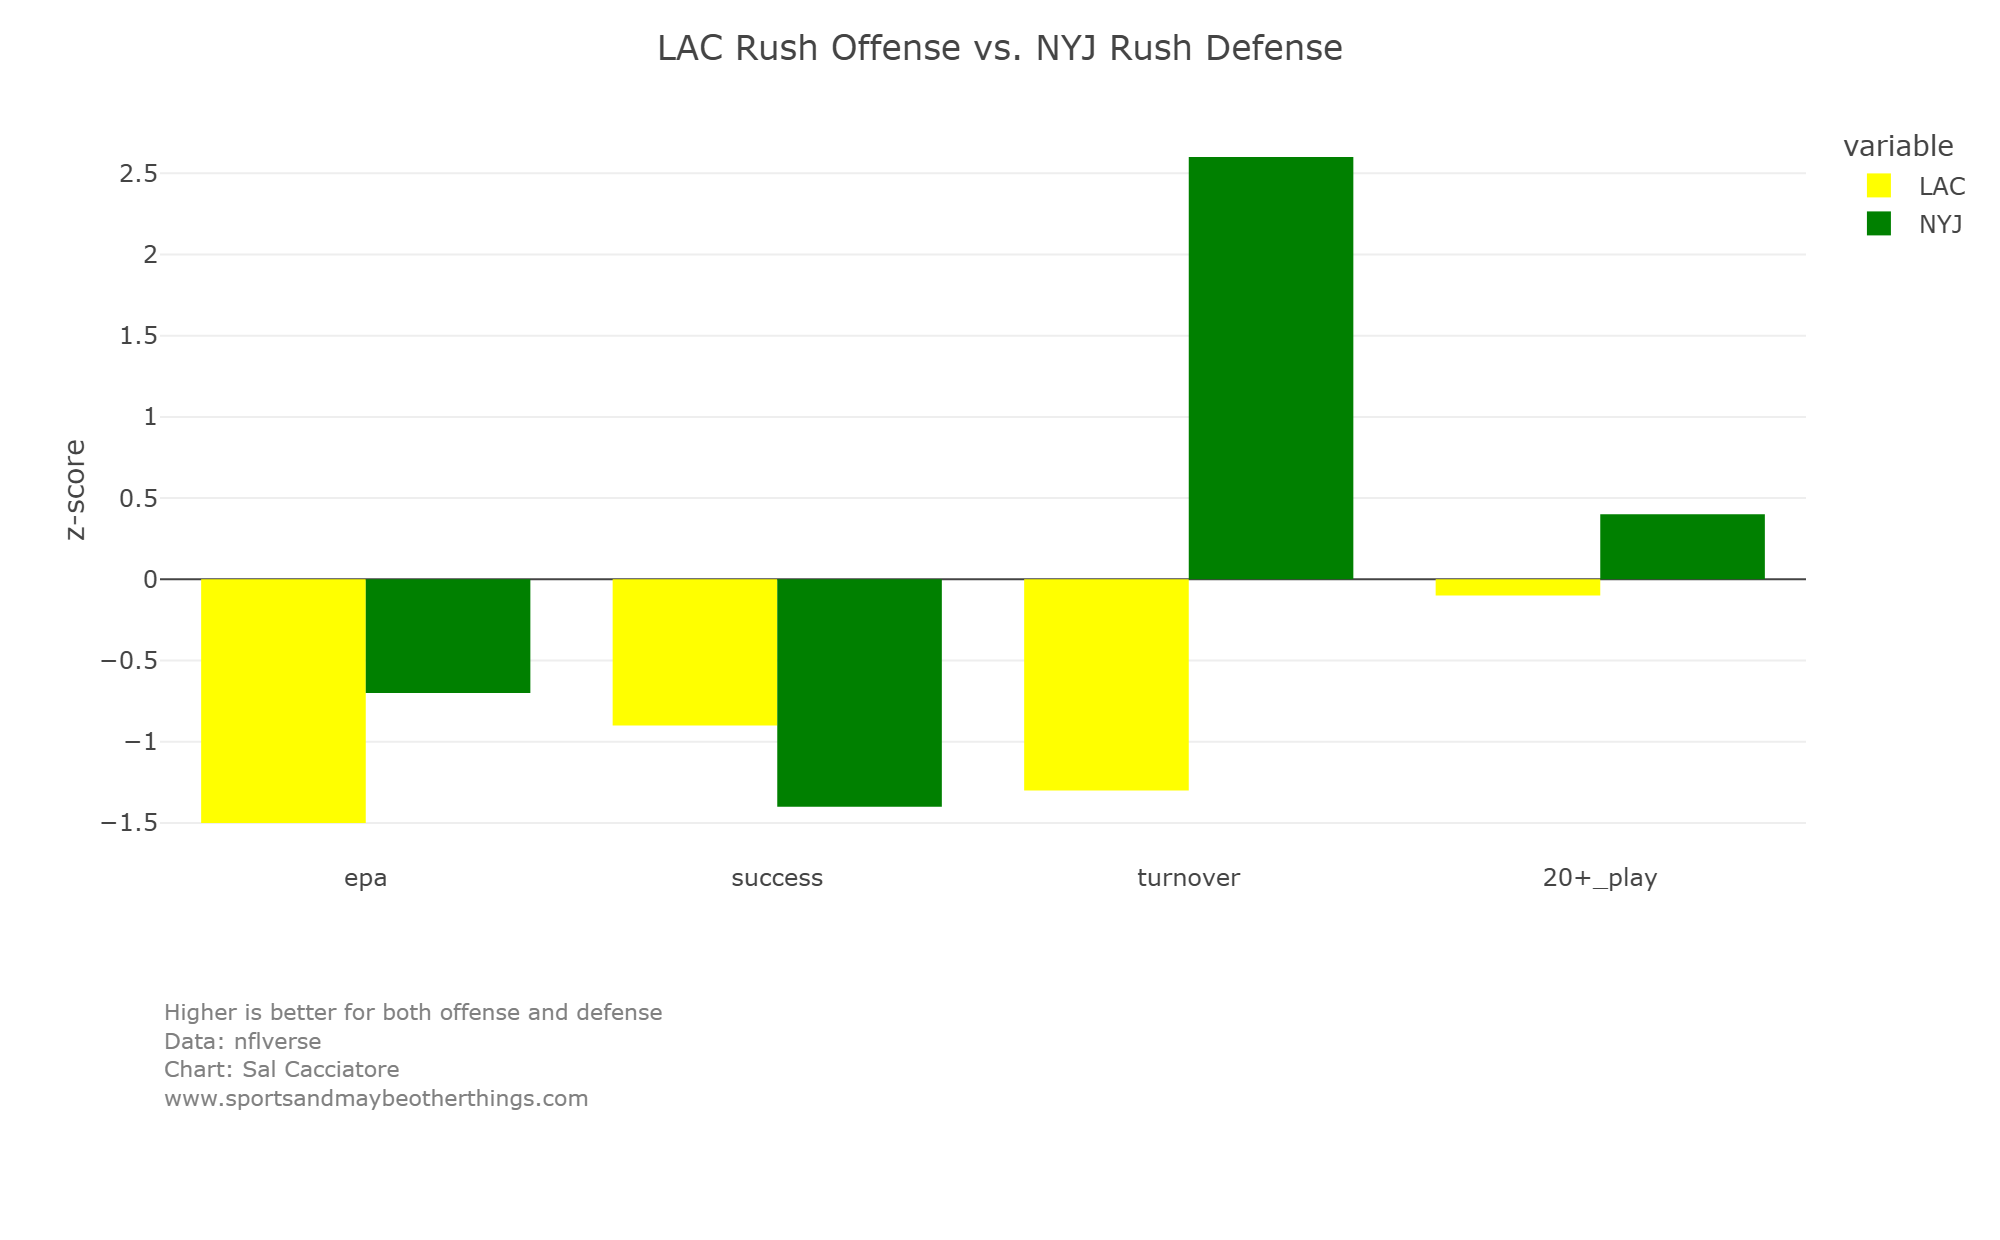 LAC Rush Offense vs. NYJ Rush Defense
variable
LAC
NYJ
z-score
2.5
2
1.5
1
0.5
0
−0.5
−1
−1.5
epa
success
turnover
20+_play
Higher is better for both offense and defense
Data: nflverse
Chart: Sal Cacciatore
www.sportsandmaybeotherthings.com